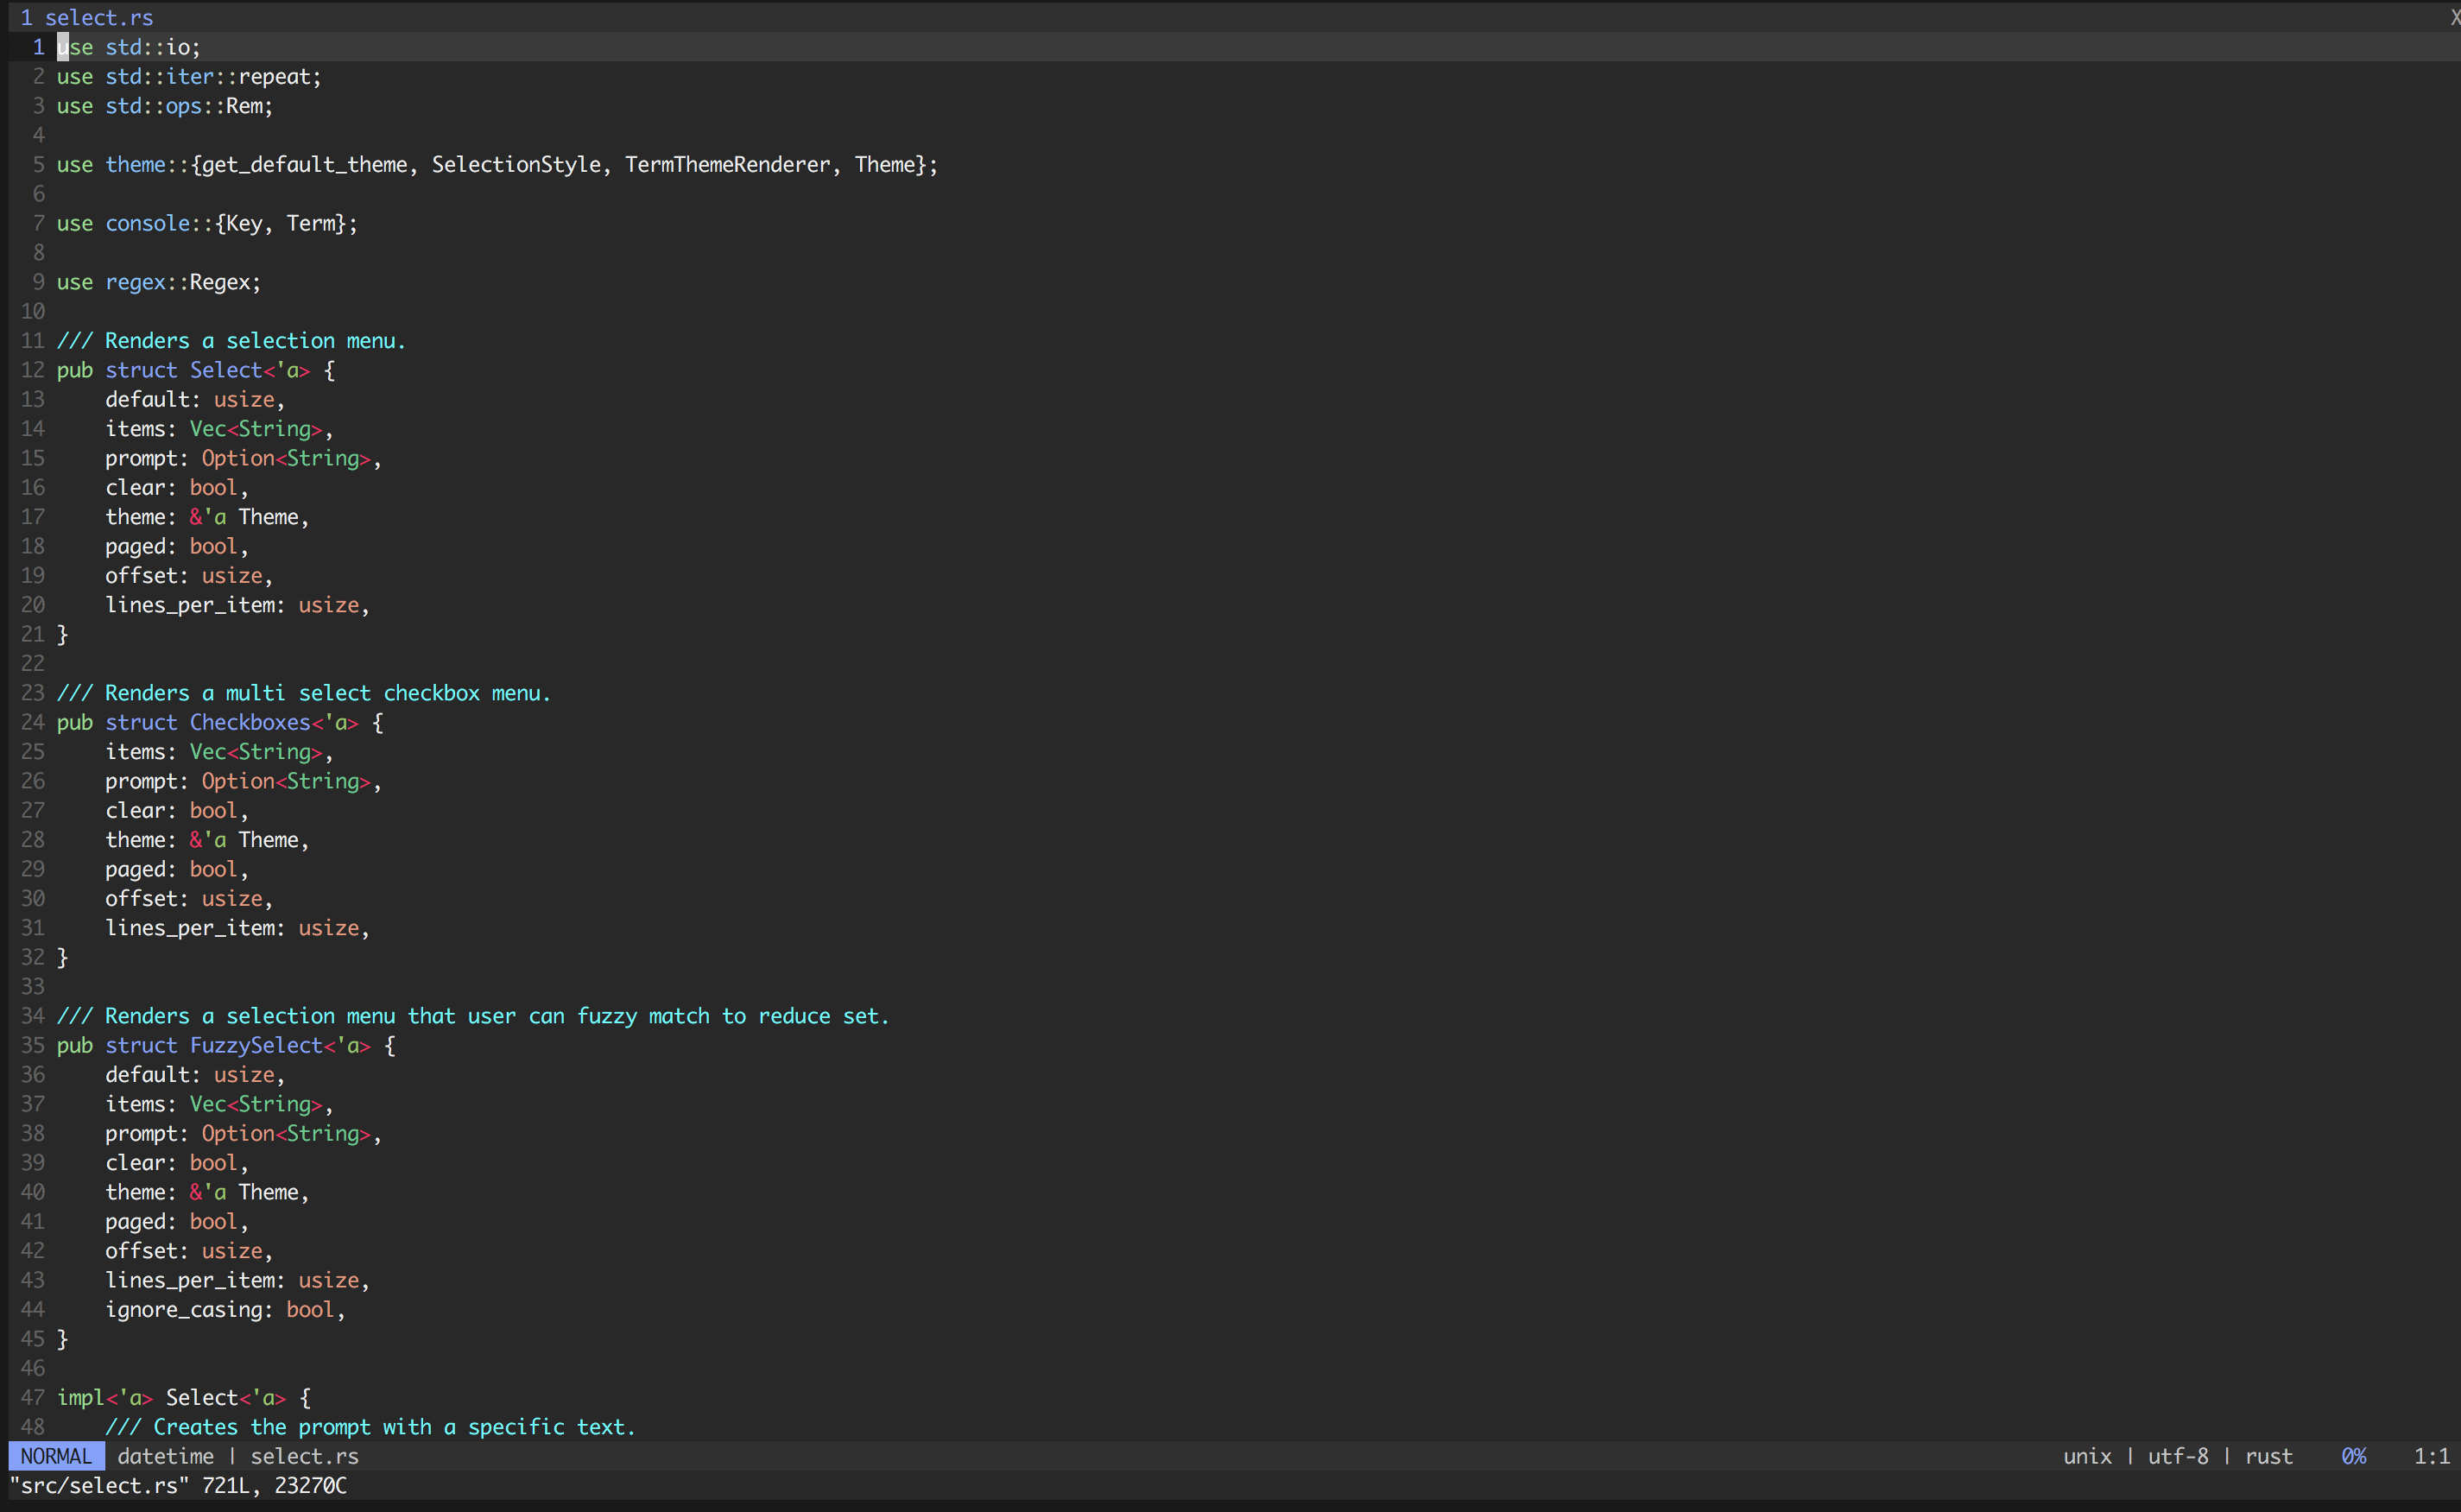 1 select.rs X
1 use std::io;
2 use std::iter::repeat;
3 use std::ops::Rem;
4
5 use theme::{get_default_theme, SelectionStyle, TermThemeRenderer, Theme};
6
7 use console::{Key, Term};
8
9 use regex::Regex;
10
11 /// Renders a selection menu.
12 pub struct Select<'a> {
13     default: usize,
14     items: Vec<String>,
15     prompt: Option<String>,
16     clear: bool,
17     theme: &'a Theme,
18     paged: bool,
19     offset: usize,
20     lines_per_item: usize,
21 }
22
23 /// Renders a multi select checkbox menu.
24 pub struct Checkboxes<'a> {
25     items: Vec<String>,
26     prompt: Option<String>,
27     clear: bool,
28     theme: &'a Theme,
29     paged: bool,
30     offset: usize,
31     lines_per_item: usize,
32 }
33
34 /// Renders a selection menu that user can fuzzy match to reduce set.
35 pub struct FuzzySelect<'a> {
36     default: usize,
37     items: Vec<String>,
38     prompt: Option<String>,
39     clear: bool,
40     theme: &'a Theme,
41     paged: bool,
42     offset: usize,
43     lines_per_item: usize,
44     ignore_casing: bool,
45 }
46
47 impl<'a> Select<'a> {
48     /// Creates the prompt with a specific text.
NORMAL datetime | select.rs unix | utf-8 | rust 0% 1:1
"src/select.rs" 721L, 23270C